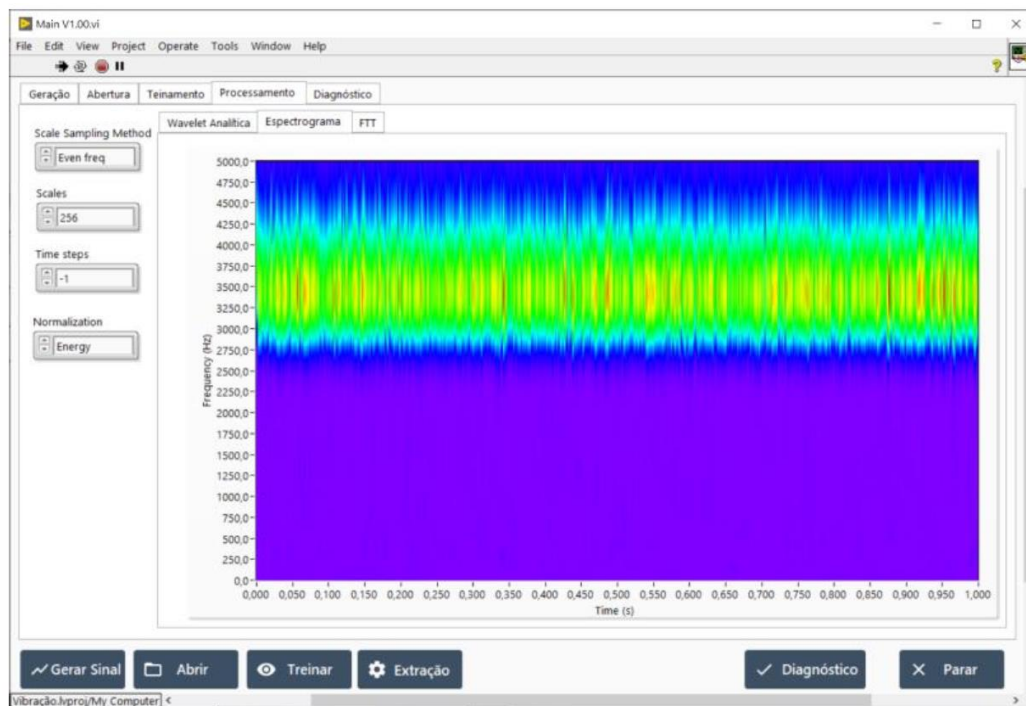 Main V1.00.vi
File Edit View Project Operate Tools Window Help
Geração Abertura Teinamento Processamento Diagnóstico
Wavelet Analítica Espectrograma FTT
Scale Sampling Method
Even freq
Scales
256
Time steps
-1
Normalization
Energy
Frequency (Hz)
5000,0
4750,0
4500,0
4250,0
4000,0
3750,0
3500,0
3250,0
3000,0
2750,0
2500,0
2250,0
2000,0
1750,0
1500,0
1250,0
1000,0
750,0
500,0
250,0
0,0
0,000 0,050 0,100 0,150 0,200 0,250 0,300 0,350 0,400 0,450 0,500 0,550 0,600 0,650 0,700 0,750 0,800 0,850 0,900 0,950 1,000
Time (s)
Gerar Sinal Abrir Treinar Extração Diagnóstico Parar
Vibração.lvproj/My Computer